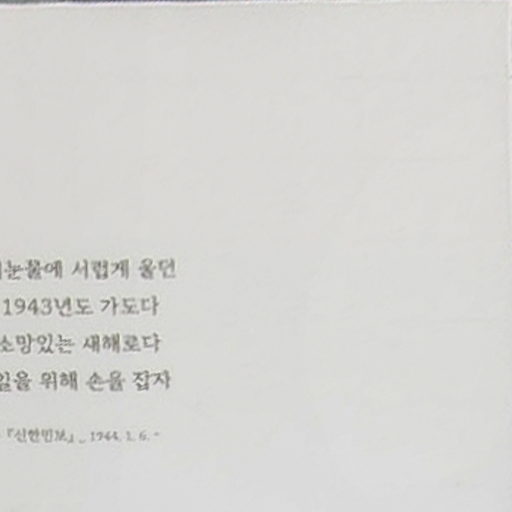 눈물에 서럽게 울던
1943년도 가도다
소망있는 새해로다
일을 위해 손을 잡자
『신한민보』_ 1944. 1. 6. -